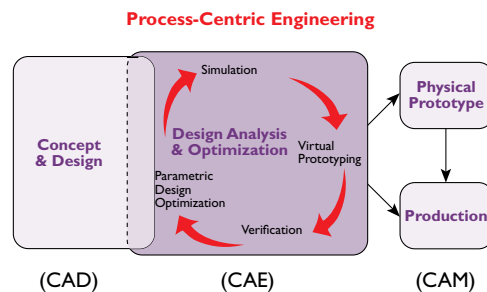 Process-Centric Engineering
Simulation
Physical
Prototype
Concept
& Design
Design Analysis
& Optimization
Virtual
Prototyping
Parametric
Design
Optimization
Verification
Production
(CAD)
(CAE)
(CAM)